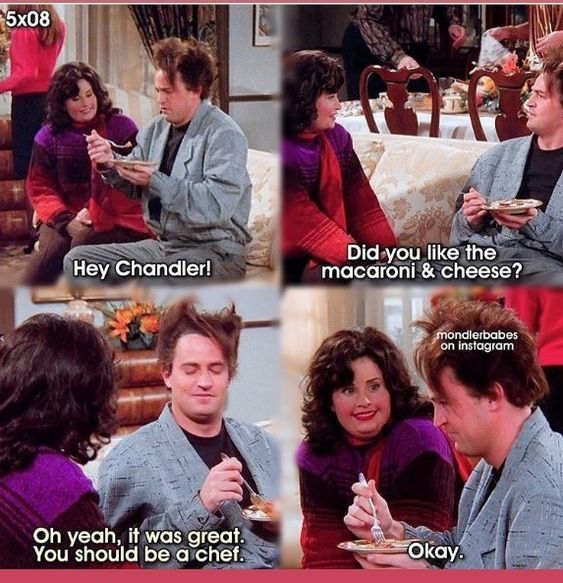 5x08
Hey Chandler!
Did you like the
macaroni & cheese?
Oh yeah, it was great.
You should be a chef.
mondlerbabes
on instagram
Okay.